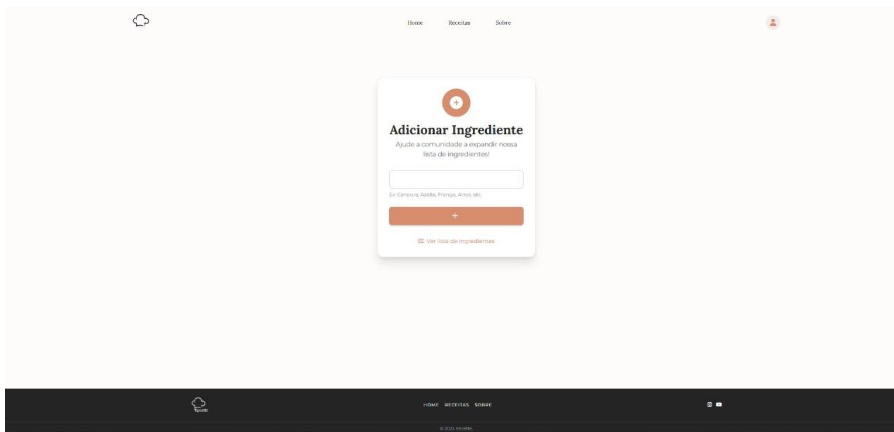 Home Receitas Sobre
Adicionar Ingrediente
Ajude a comunidade a expandir nossa
lista de ingredientes!
Ex: Cenoura, Azeite, Frango, Arroz, etc.
+
Ver lista de ingredientes
HOME RECEITAS SOBRE